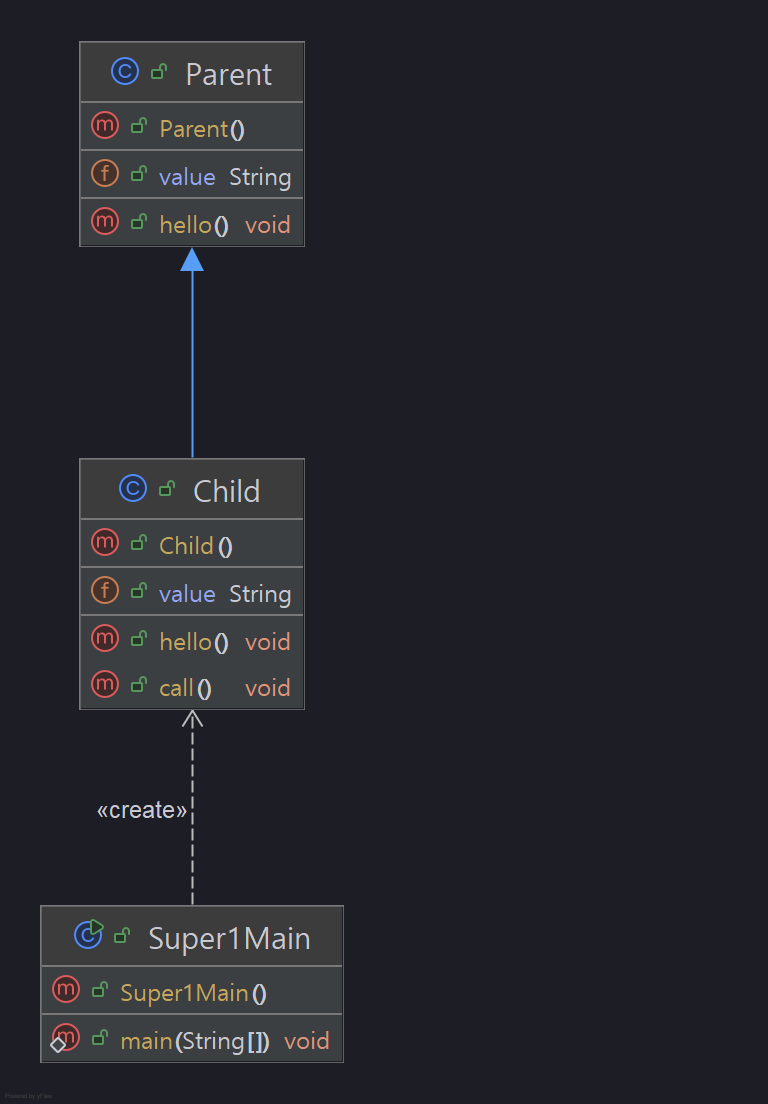 Parent
Parent()
value String
hello() void
Child
Child()
value String
hello() void
call() void
«create»
Super1Main
Super1Main()
main(String[]) void
Powered by yFiles